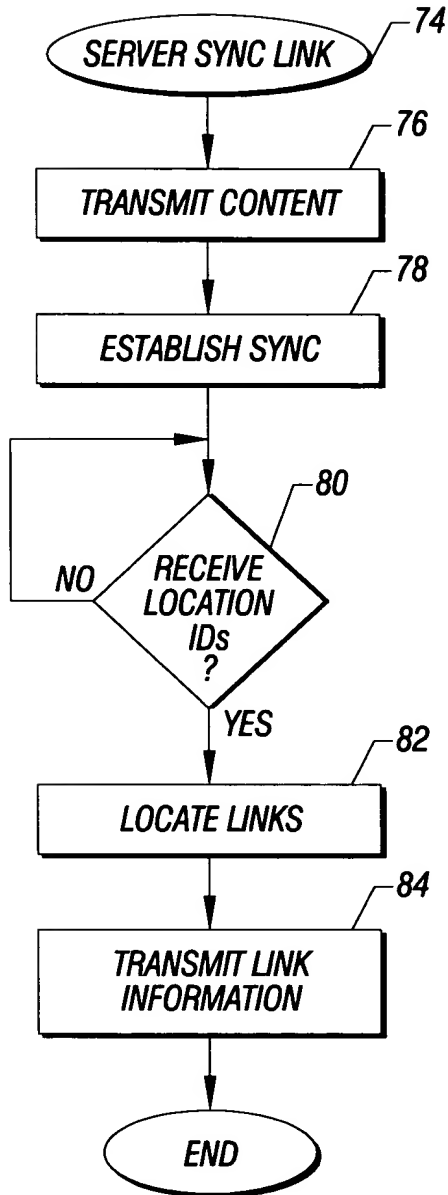 SERVER SYNC LINK
74
76
TRANSMIT CONTENT
78
ESTABLISH SYNC
80
NO
RECEIVE
LOCATION
IDs
?
YES
82
LOCATE LINKS
84
TRANSMIT LINK
INFORMATION
END